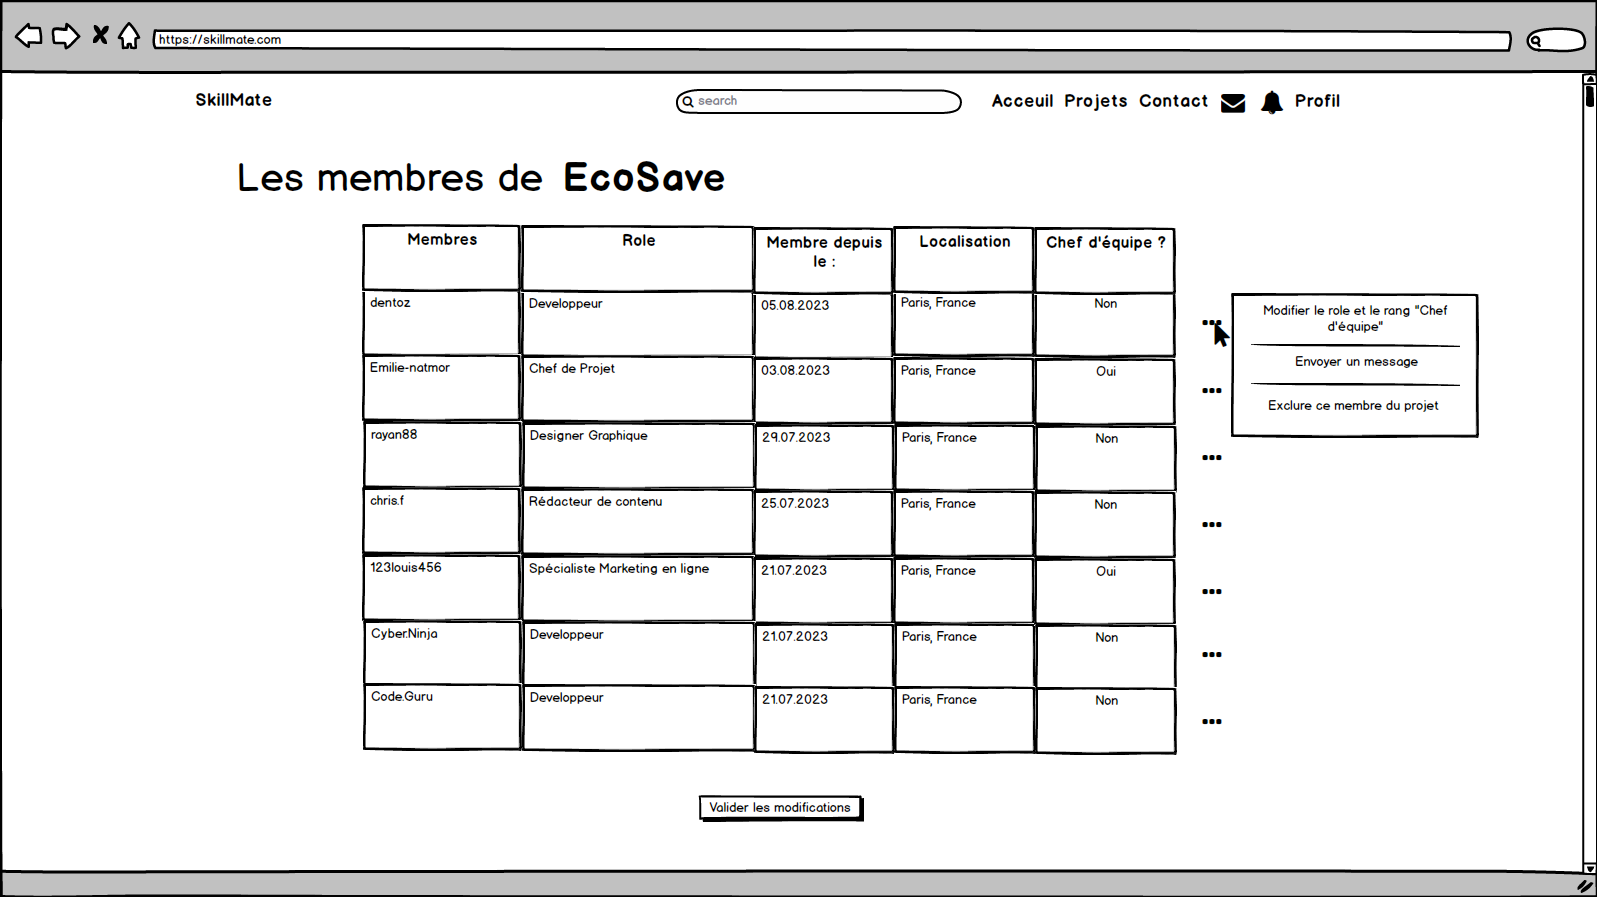 https://skillmate.com
SkillMate
search
Acceuil Projets Contact Profil
Les membres de EcoSave
Membres Role Membre depuis le : Localisation Chef d'équipe ?
dentoz Developpeur 05.08.2023 Paris, France Non
Modifier le role et le rang "Chef
d'équipe"
Envoyer un message
Exclure ce membre du projet
Emilie-natmor Chef de Projet 03.08.2023 Paris, France Oui
rayan88 Designer Graphique 29.07.2023 Paris, France Non
chris.f Rédacteur de contenu 25.07.2023 Paris, France Non
123louis456 Spécialiste Marketing en ligne 21.07.2023 Paris, France Oui
Cyber.Ninja Developpeur 21.07.2023 Paris, France Non
Code.Guru Developpeur 21.07.2023 Paris, France Non
Valider les modifications